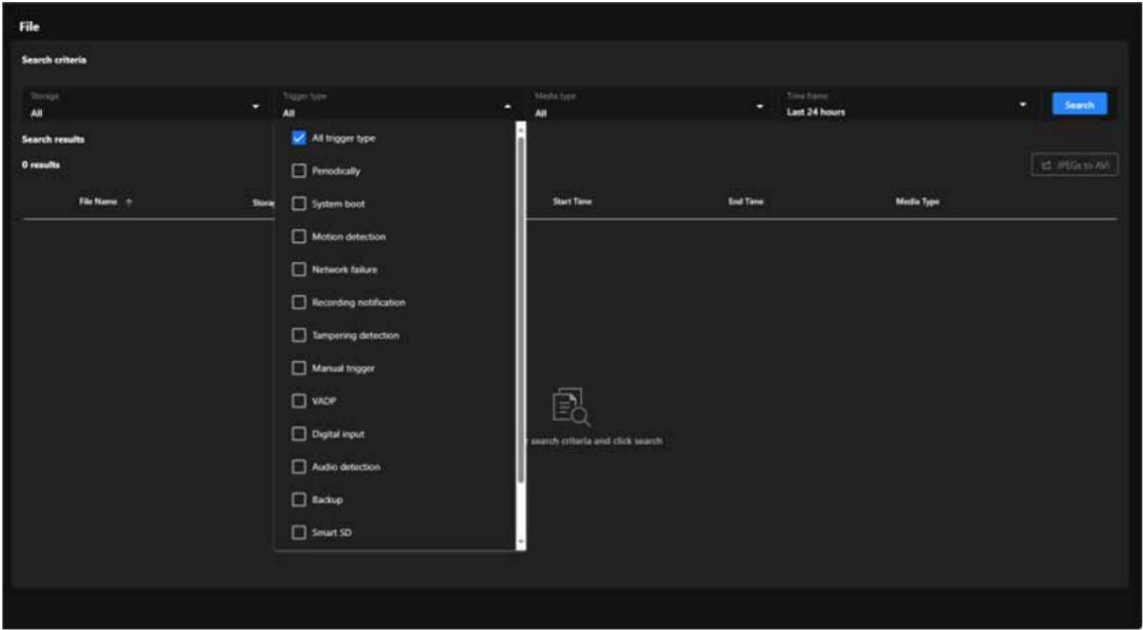 File
Search criteria
Storage
All
Trigger type
All
Media type
All
Time frame
Last 24 hours
Search
Search results
0 results
JPEGs to AVI
File Name
Storag
Start Time
End Time
Media Type
All trigger type
Periodically
System boot
Motion detection
Network failure
Recording notification
Tampering detection
Manual trigger
VADP
Digital input
Audio detection
Backup
Smart SD
search criteria and click search